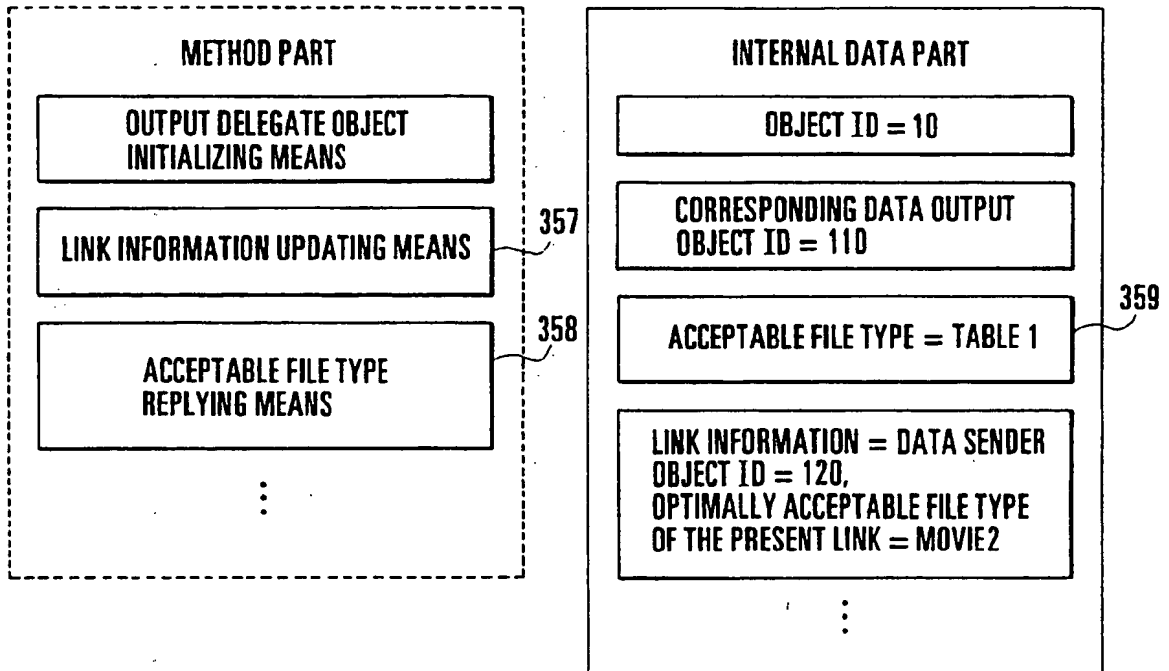 METHOD PART
OUTPUT DELEGATE OBJECT
INITIALIZING MEANS
LINK INFORMATION UPDATING MEANS
357
ACCEPTABLE FILE TYPE
REPLYING MEANS
358
INTERNAL DATA PART
OBJECT ID = 10
CORRESPONDING DATA OUTPUT
OBJECT ID = 110
ACCEPTABLE FILE TYPE = TABLE 1
359
LINK INFORMATION = DATA SENDER
OBJECT ID = 120,
OPTIMALLY ACCEPTABLE FILE TYPE
OF THE PRESENT LINK = MOVIE2